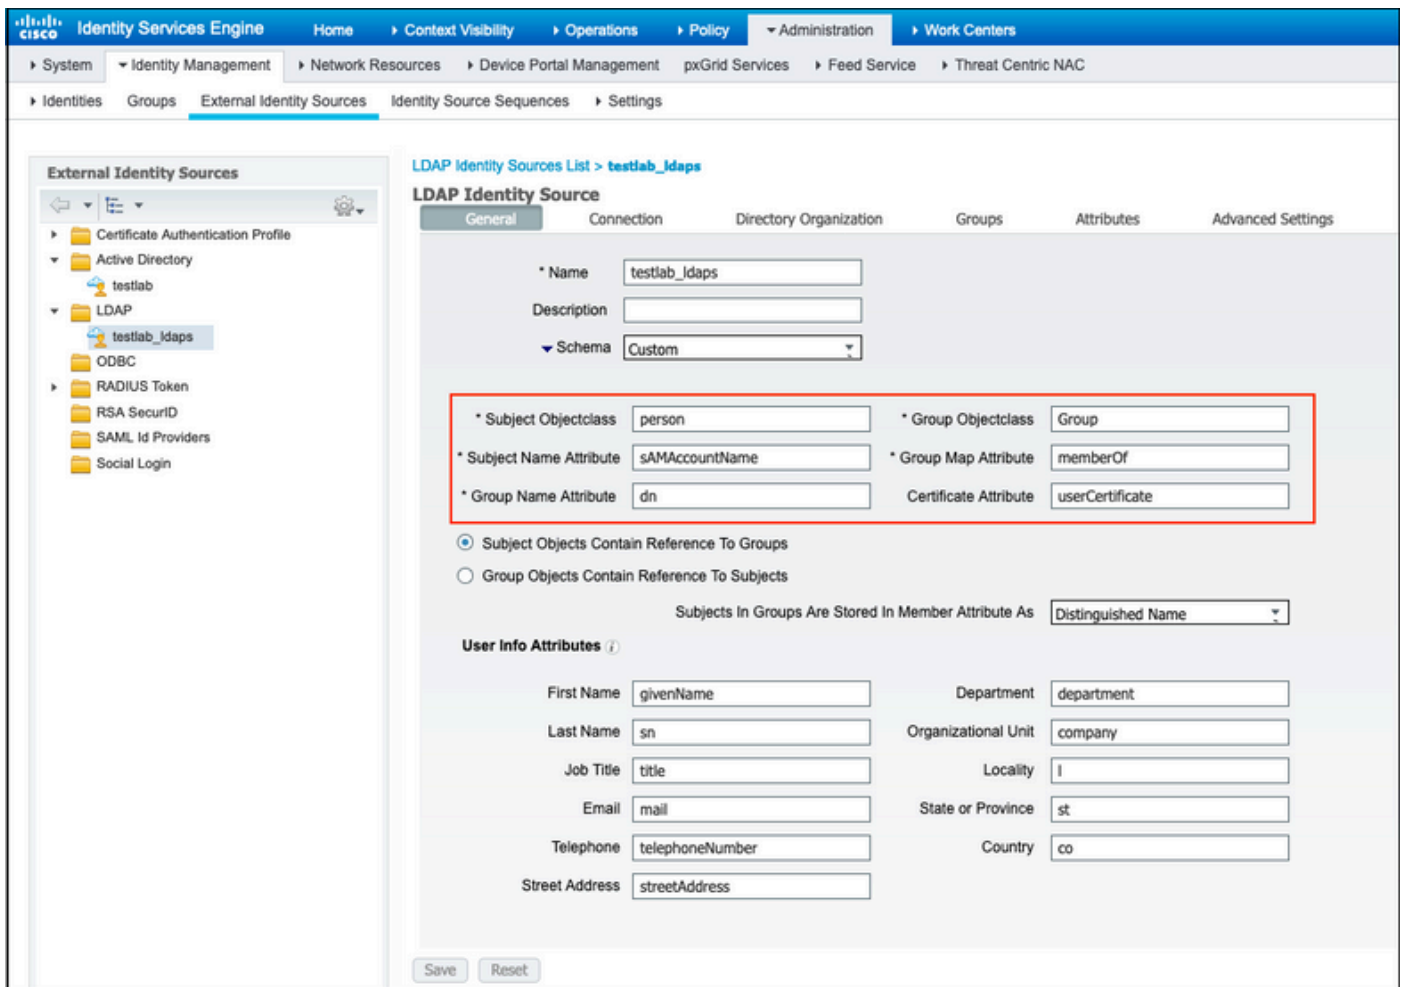 cisco Identity Services Engine Home Context Visibility Operations Policy Administration Work Centers
System Identity Management Network Resources Device Portal Management pxGrid Services Feed Service Threat Centric NAC
Identities Groups External Identity Sources Identity Source Sequences Settings
External Identity Sources
Certificate Authentication Profile
Active Directory
testlab
LDAP
testlab_ldaps
ODBC
RADIUS Token
RSA SecurID
SAML Id Providers
Social Login
LDAP Identity Sources List > testlab_ldaps
LDAP Identity Source
General Connection Directory Organization Groups Attributes Advanced Settings
* Name testlab_ldaps
Description
Schema Custom
* Subject Objectclass person * Group Objectclass Group
* Subject Name Attribute sAMAccountName * Group Map Attribute memberOf
* Group Name Attribute dn Certificate Attribute userCertificate
Subject Objects Contain Reference To Groups
Group Objects Contain Reference To Subjects
Subjects In Groups Are Stored In Member Attribute As Distinguished Name
User Info Attributes i
First Name givenName Department department
Last Name sn Organizational Unit company
Job Title title Locality l
Email mail State or Province st
Telephone telephoneNumber Country co
Street Address streetAddress
Save Reset